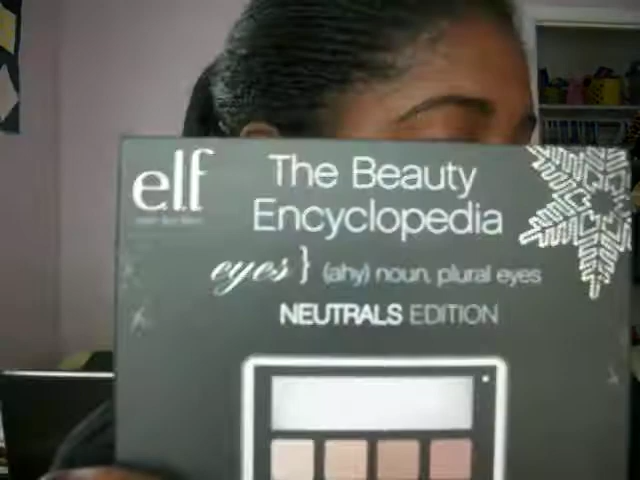 e.l.f
The Beauty
Encyclopedia
eyes } (ahy) noun, plural eyes
NEUTRALS EDITION